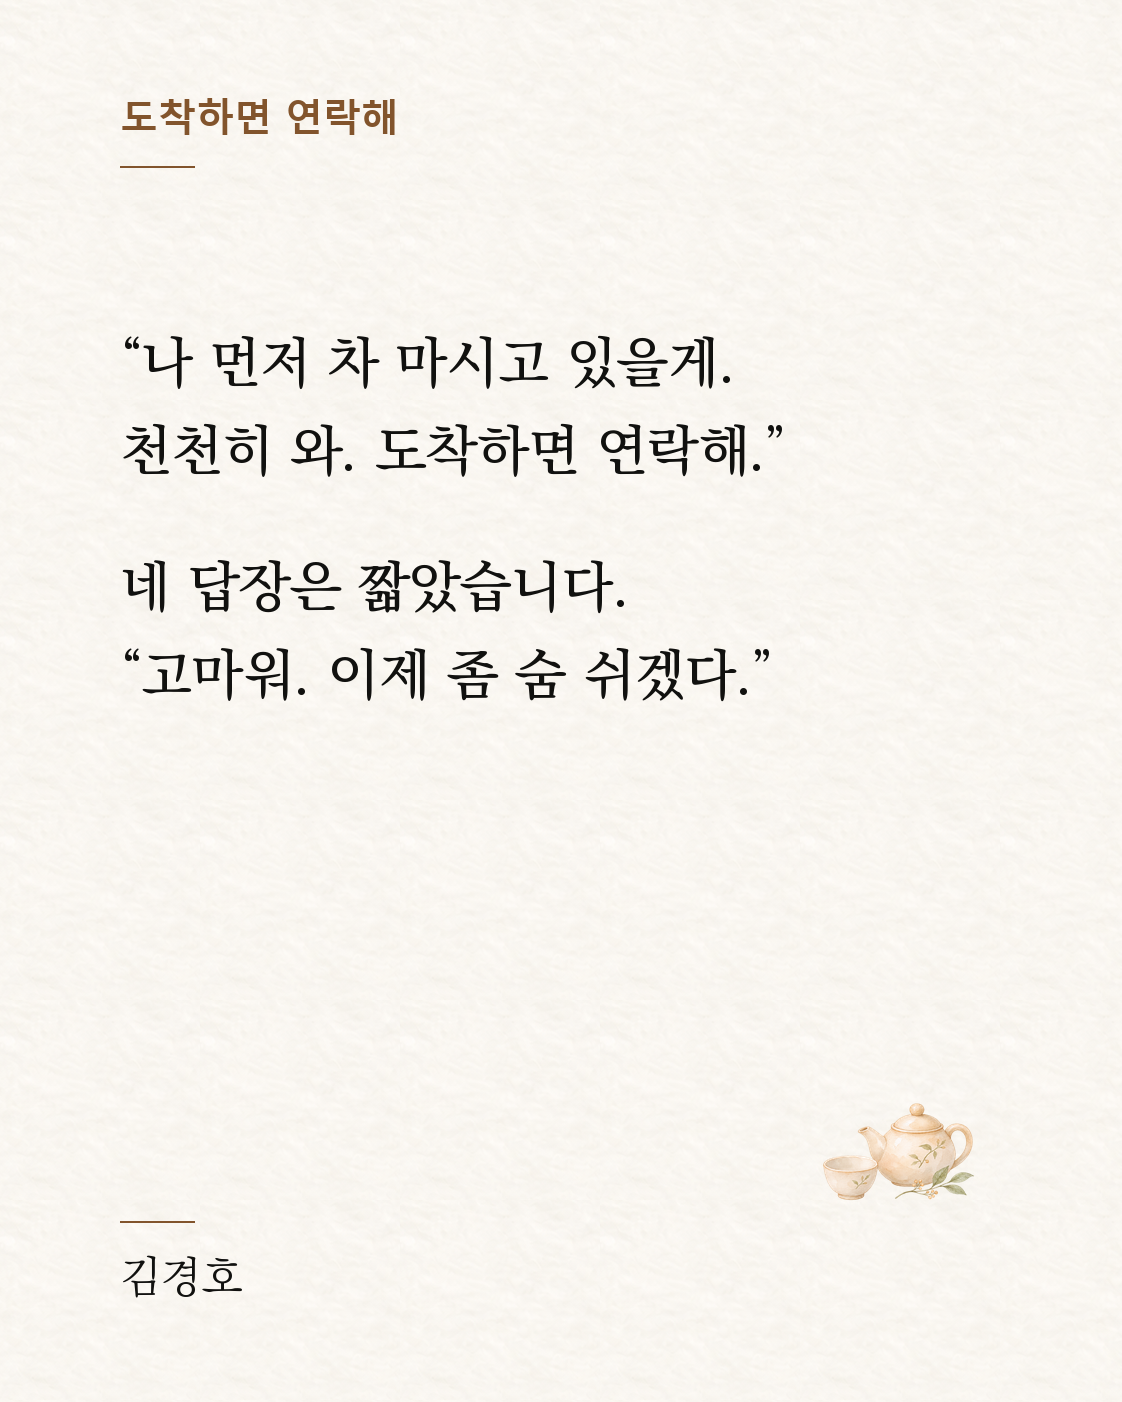 도착하면 연락해
“나 먼저 차 마시고 있을게.
천천히 와. 도착하면 연락해.”
네 답장은 짧았습니다.
“고마워. 이제 좀 숨 쉬겠다.”
김경호